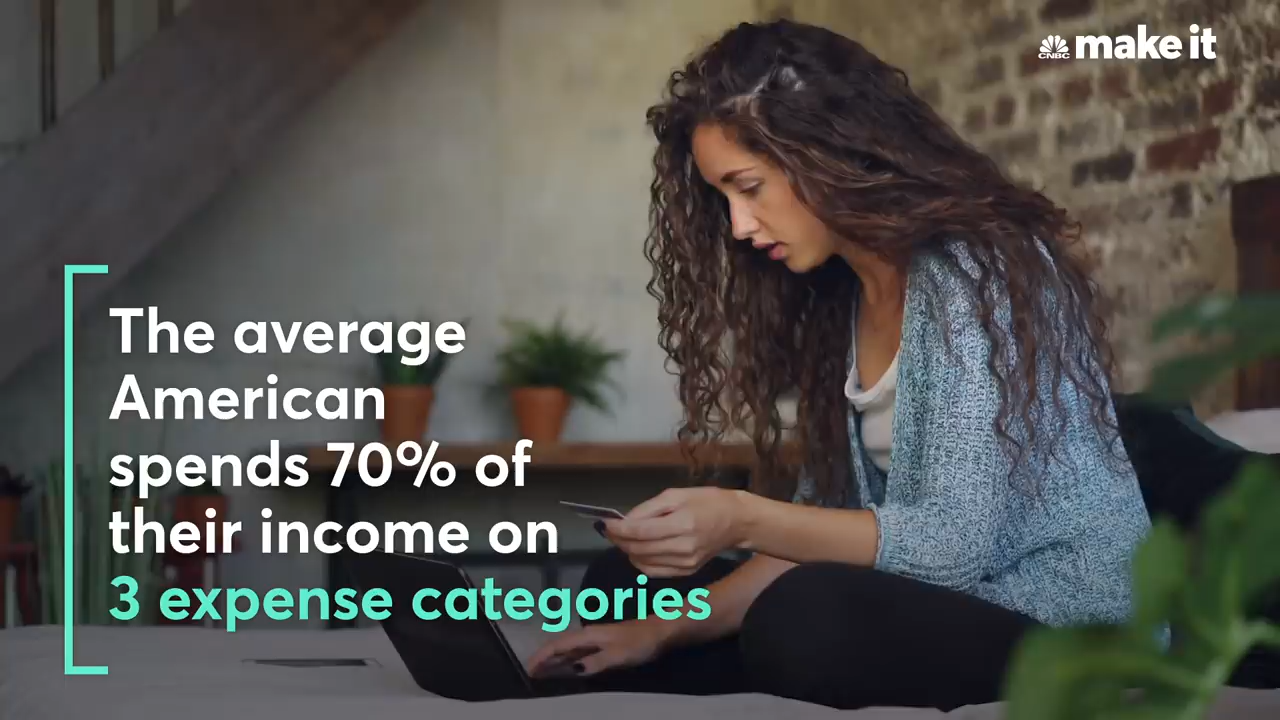 CNBC make it
The average
American
spends 70% of
their income on
3 expense categories